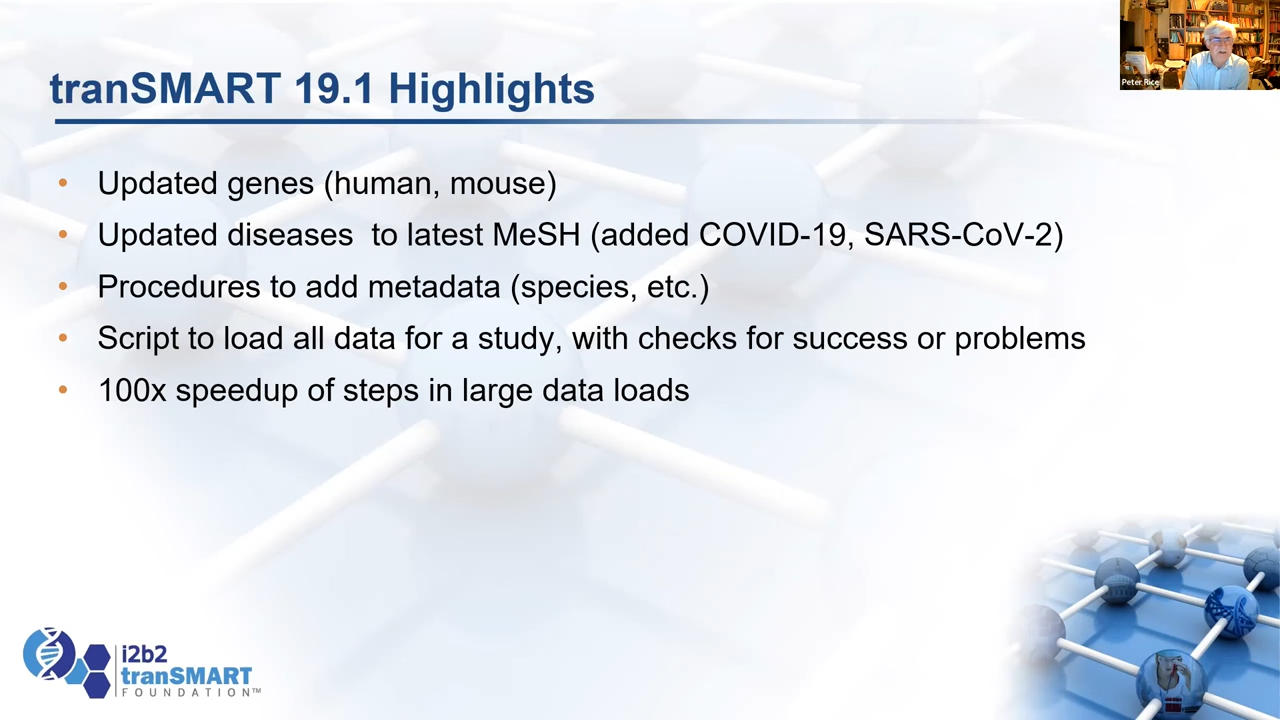 tranSMART 19.1 Highlights
Peter Rice
• Updated genes (human, mouse)
• Updated diseases  to latest MeSH (added COVID-19, SARS-CoV-2)
• Procedures to add metadata (species, etc.)
• Script to load all data for a study, with checks for success or problems
• 100x speedup of steps in large data loads
i2b2
tranSMART
FOUNDATION™